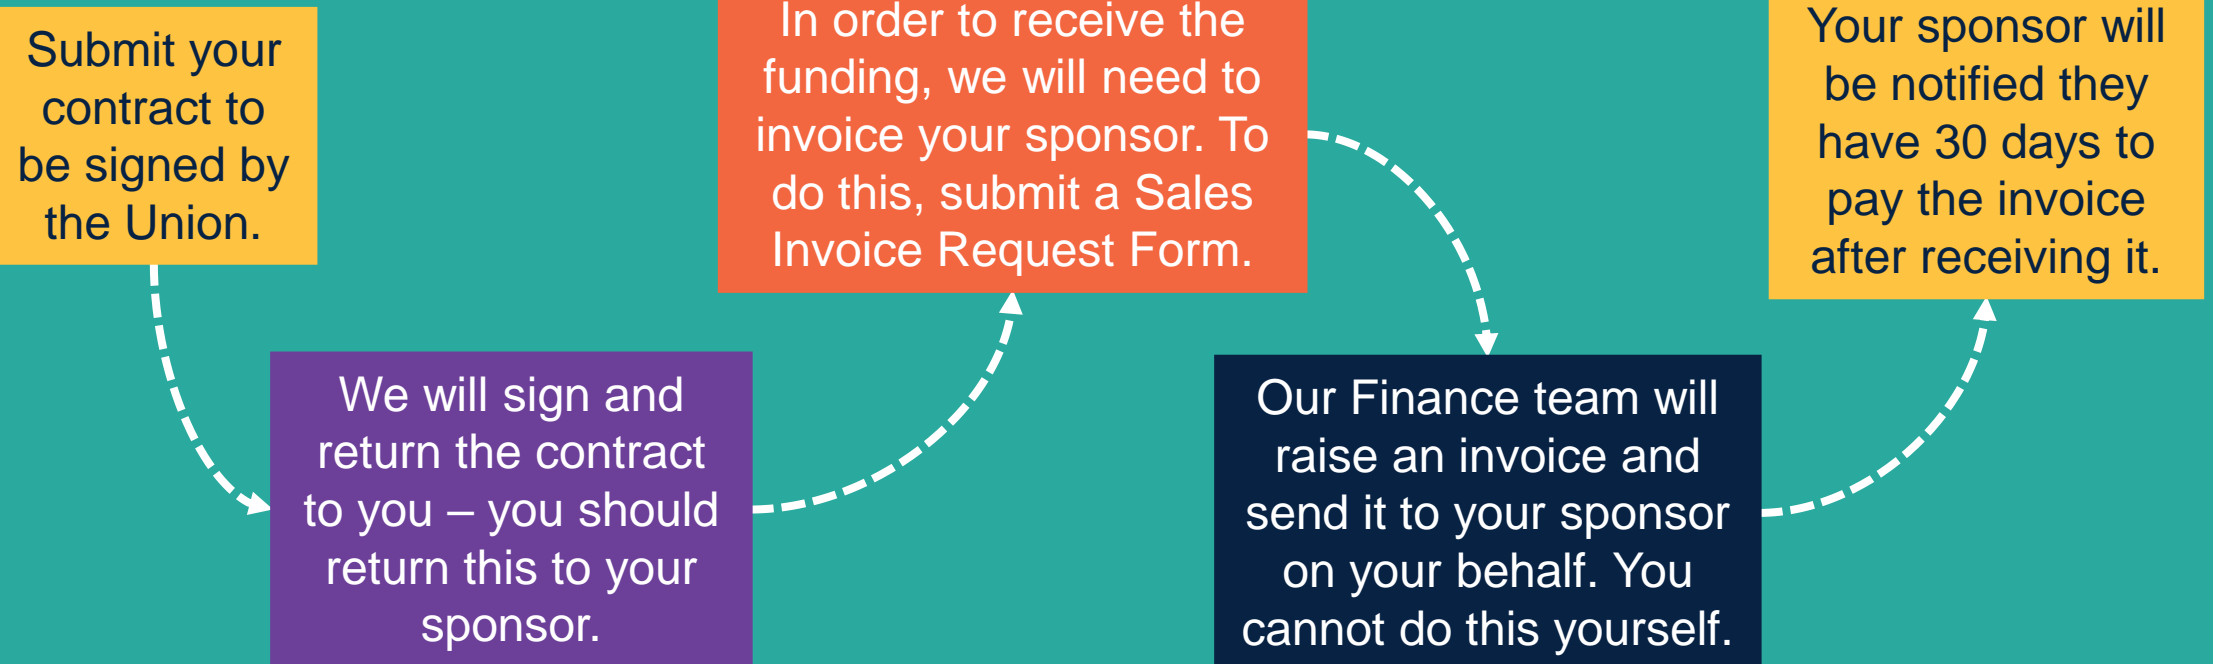 Submit your
contract to
be signed by
the Union.
We will sign and
return the contract
to you – you should
return this to your
sponsor.
In order to receive the
funding, we will need to
invoice your sponsor. To
do this, submit a Sales
Invoice Request Form.
Our Finance team will
raise an invoice and
send it to your sponsor
on your behalf. You
cannot do this yourself.
Your sponsor will
be notified they
have 30 days to
pay the invoice
after receiving it.